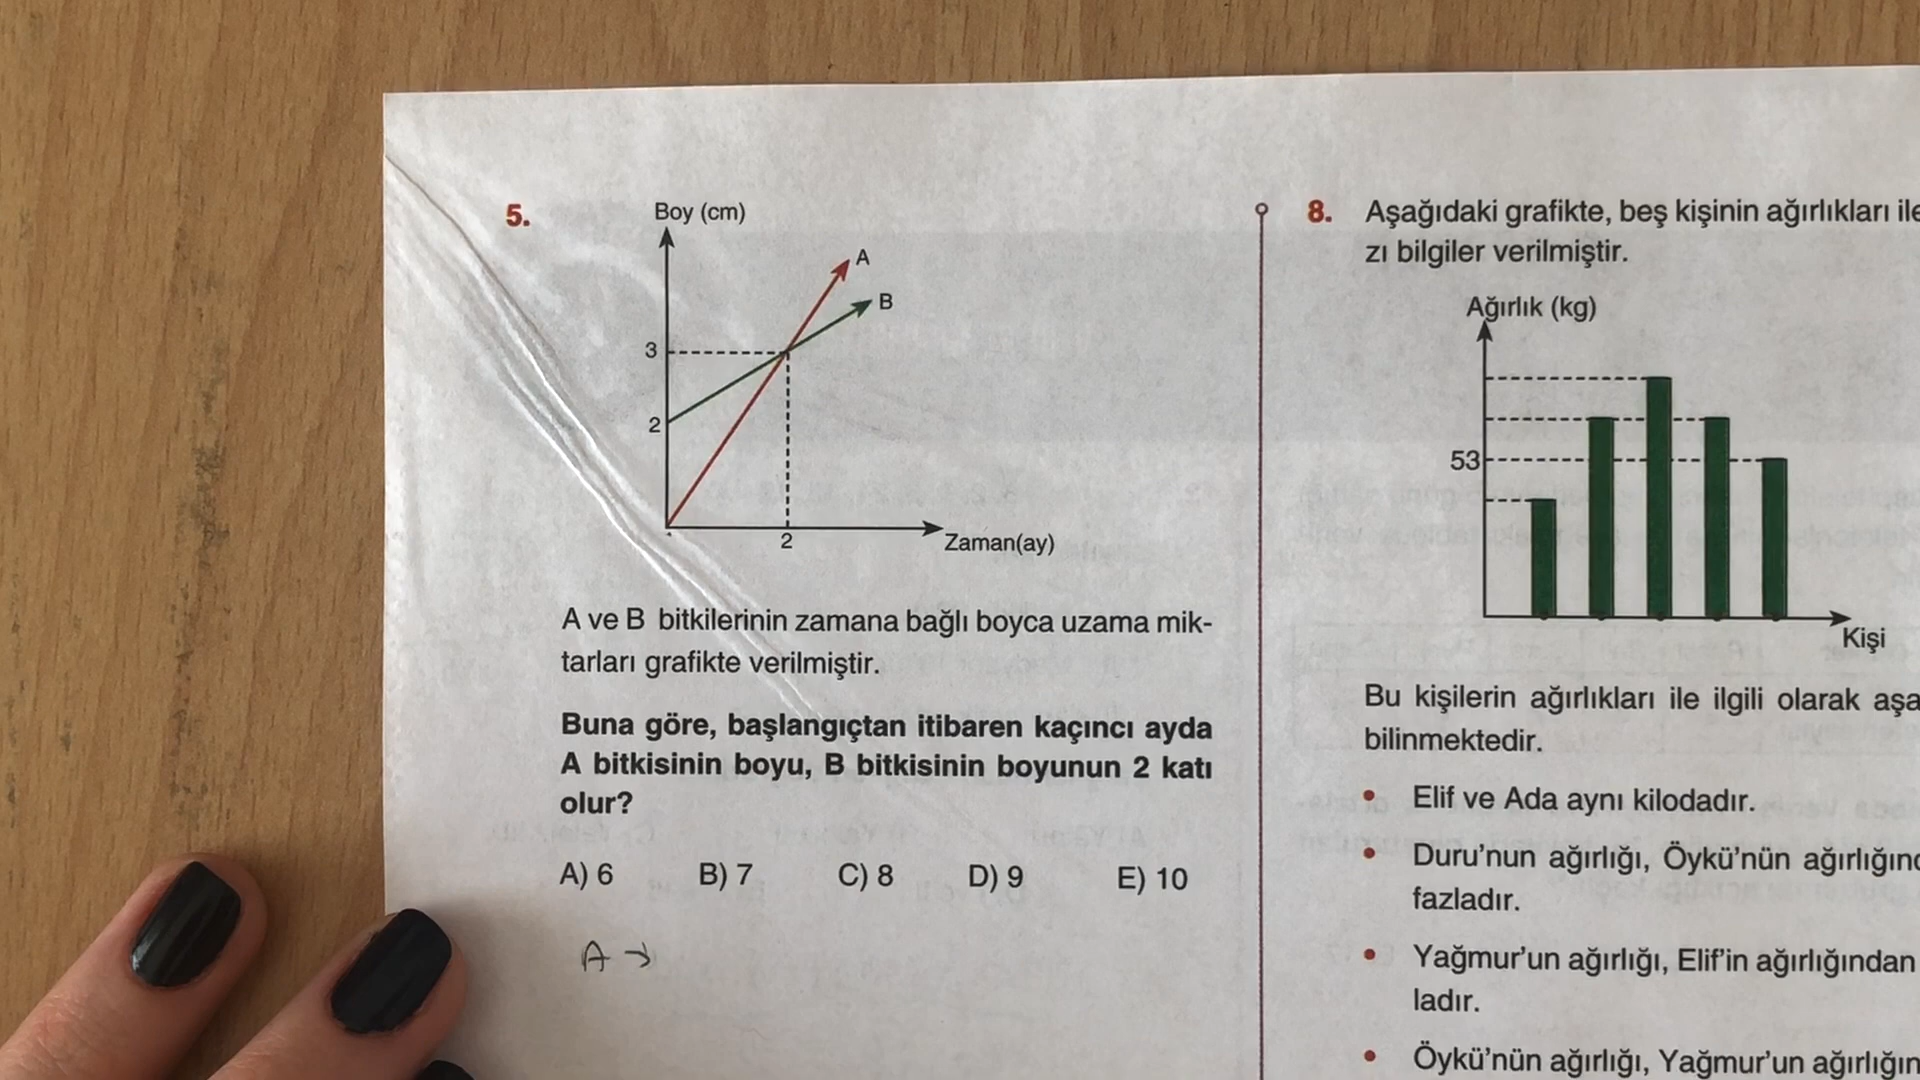 5.
Boy (cm)
A
B
3
2
2
Zaman(ay)
A ve B bitkilerinin zamana bağlı boyca uzama mik-
tarları grafikte verilmiştir.
Buna göre, başlangıçtan itibaren kaçıncı ayda
A bitkisinin boyu, B bitkisinin boyunun 2 katı
olur?
A) 6 B) 7 C) 8 D) 9 E) 10
A →
8. Aşağıdaki grafikte, beş kişinin ağırlıkları ile
zı bilgiler verilmiştir.
Ağırlık (kg)
53
Kişi
Bu kişilerin ağırlıkları ile ilgili olarak aşa
bilinmektedir.
• Elif ve Ada aynı kilodadır.
• Duru'nun ağırlığı, Öykü'nün ağırlığınd
fazladır.
• Yağmur'un ağırlığı, Elif'in ağırlığından
ladır.
• Öykü'nün ağırlığı, Yağmur'un ağırlığın